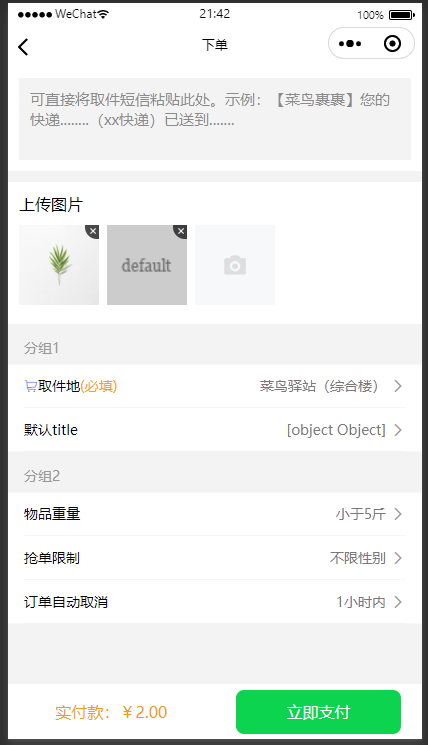 WeChat
21:42
100%
下单
可直接将取件短信粘贴此处。示例：【菜鸟裹裹】您的
快递........（xx快递）已送到.......
上传图片
default
分组1
取件地(必填) 菜鸟驿站（综合楼）
默认title [object Object]
分组2
物品重量 小于5斤
抢单限制 不限性别
订单自动取消 1小时内
实付款：￥2.00 立即支付